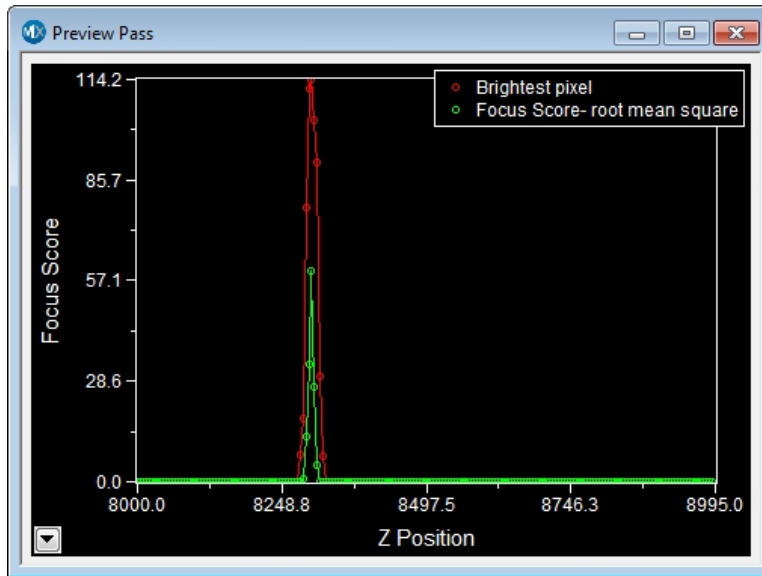 MX Preview Pass
114.2
85.7
57.1
28.6
0.0
Focus Score
Brightest pixel
Focus Score- root mean square
8000.0 8248.8 8497.5 8746.3 8995.0
Z Position